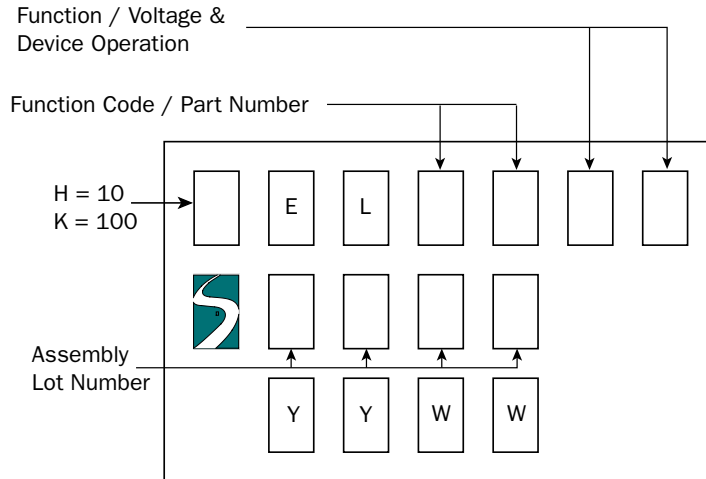 Function / Voltage &
Device Operation
Function Code / Part Number
H = 10
K = 100
E L
Assembly
Lot Number
Y Y W W